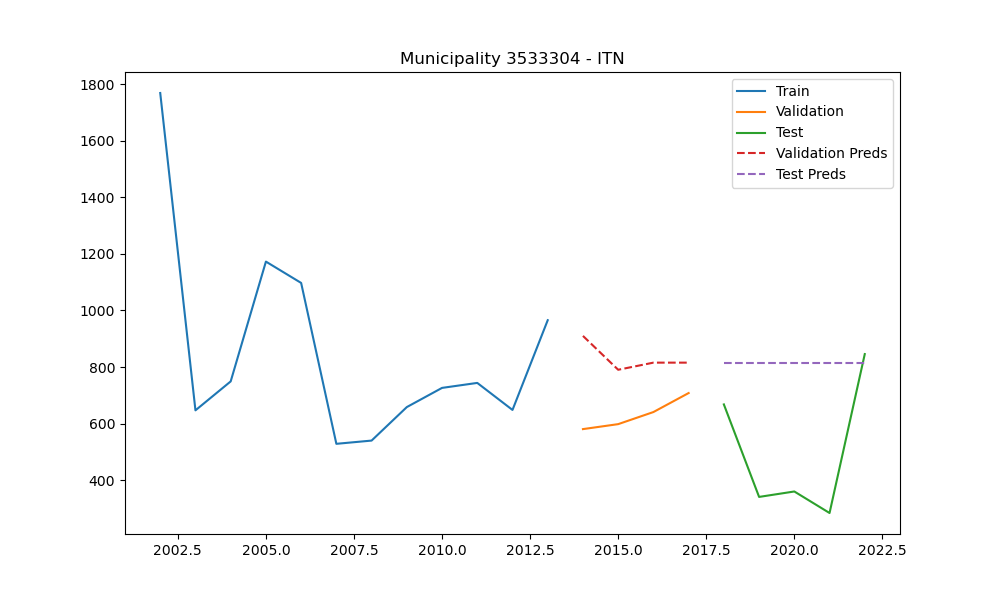 Municipality 3533304 - ITN
1800
1600
1400
1200
1000
800
600
400
Train
Validation
Test
Validation Preds
Test Preds
2002.5 2005.0 2007.5 2010.0 2012.5 2015.0 2017.5 2020.0 2022.5